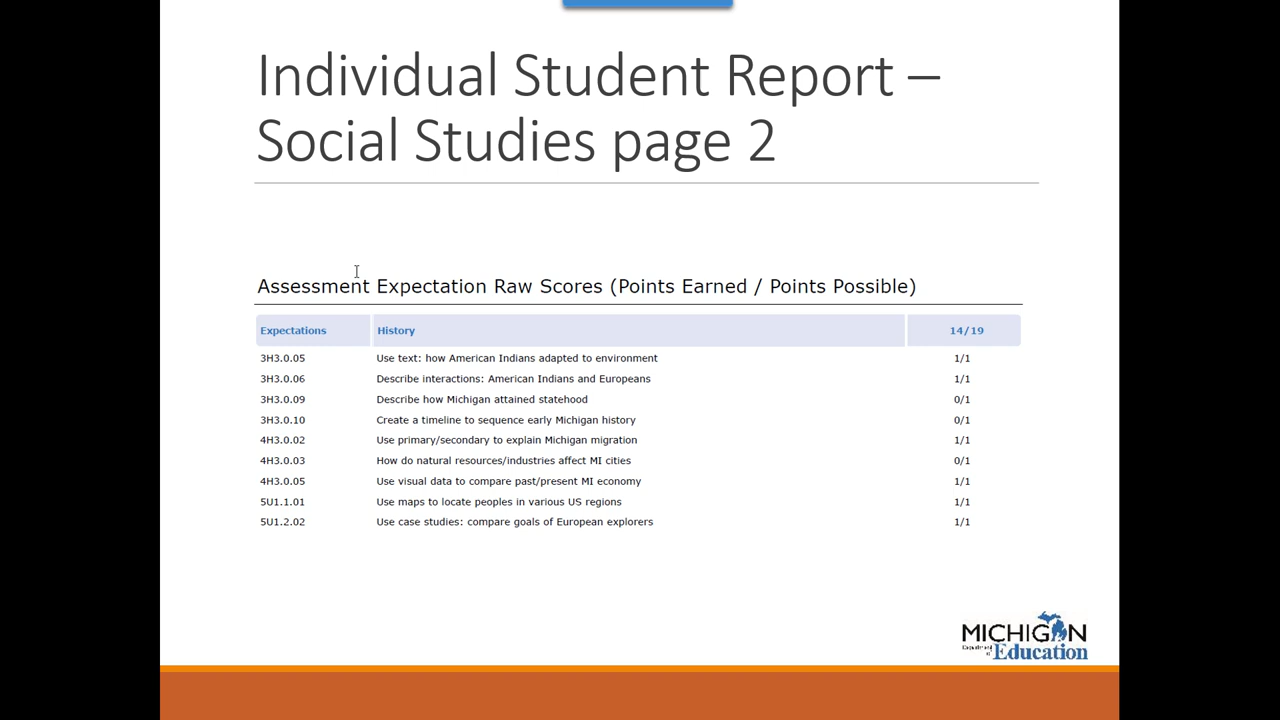 Individual Student Report –
Social Studies page 2
Assessment Expectation Raw Scores (Points Earned / Points Possible)
Expectations History 14/19
3H3.0.05 Use text: how American Indians adapted to environment 1/1
3H3.0.06 Describe interactions: American Indians and Europeans 1/1
3H3.0.09 Describe how Michigan attained statehood 0/1
3H3.0.10 Create a timeline to sequence early Michigan history 0/1
4H3.0.02 Use primary/secondary to explain Michigan migration 1/1
4H3.0.03 How do natural resources/industries affect MI cities 0/1
4H3.0.05 Use visual data to compare past/present MI economy 1/1
5U1.1.01 Use maps to locate peoples in various US regions 1/1
5U1.2.02 Use case studies: compare goals of European explorers 1/1
MICHIGAN
Department of Education